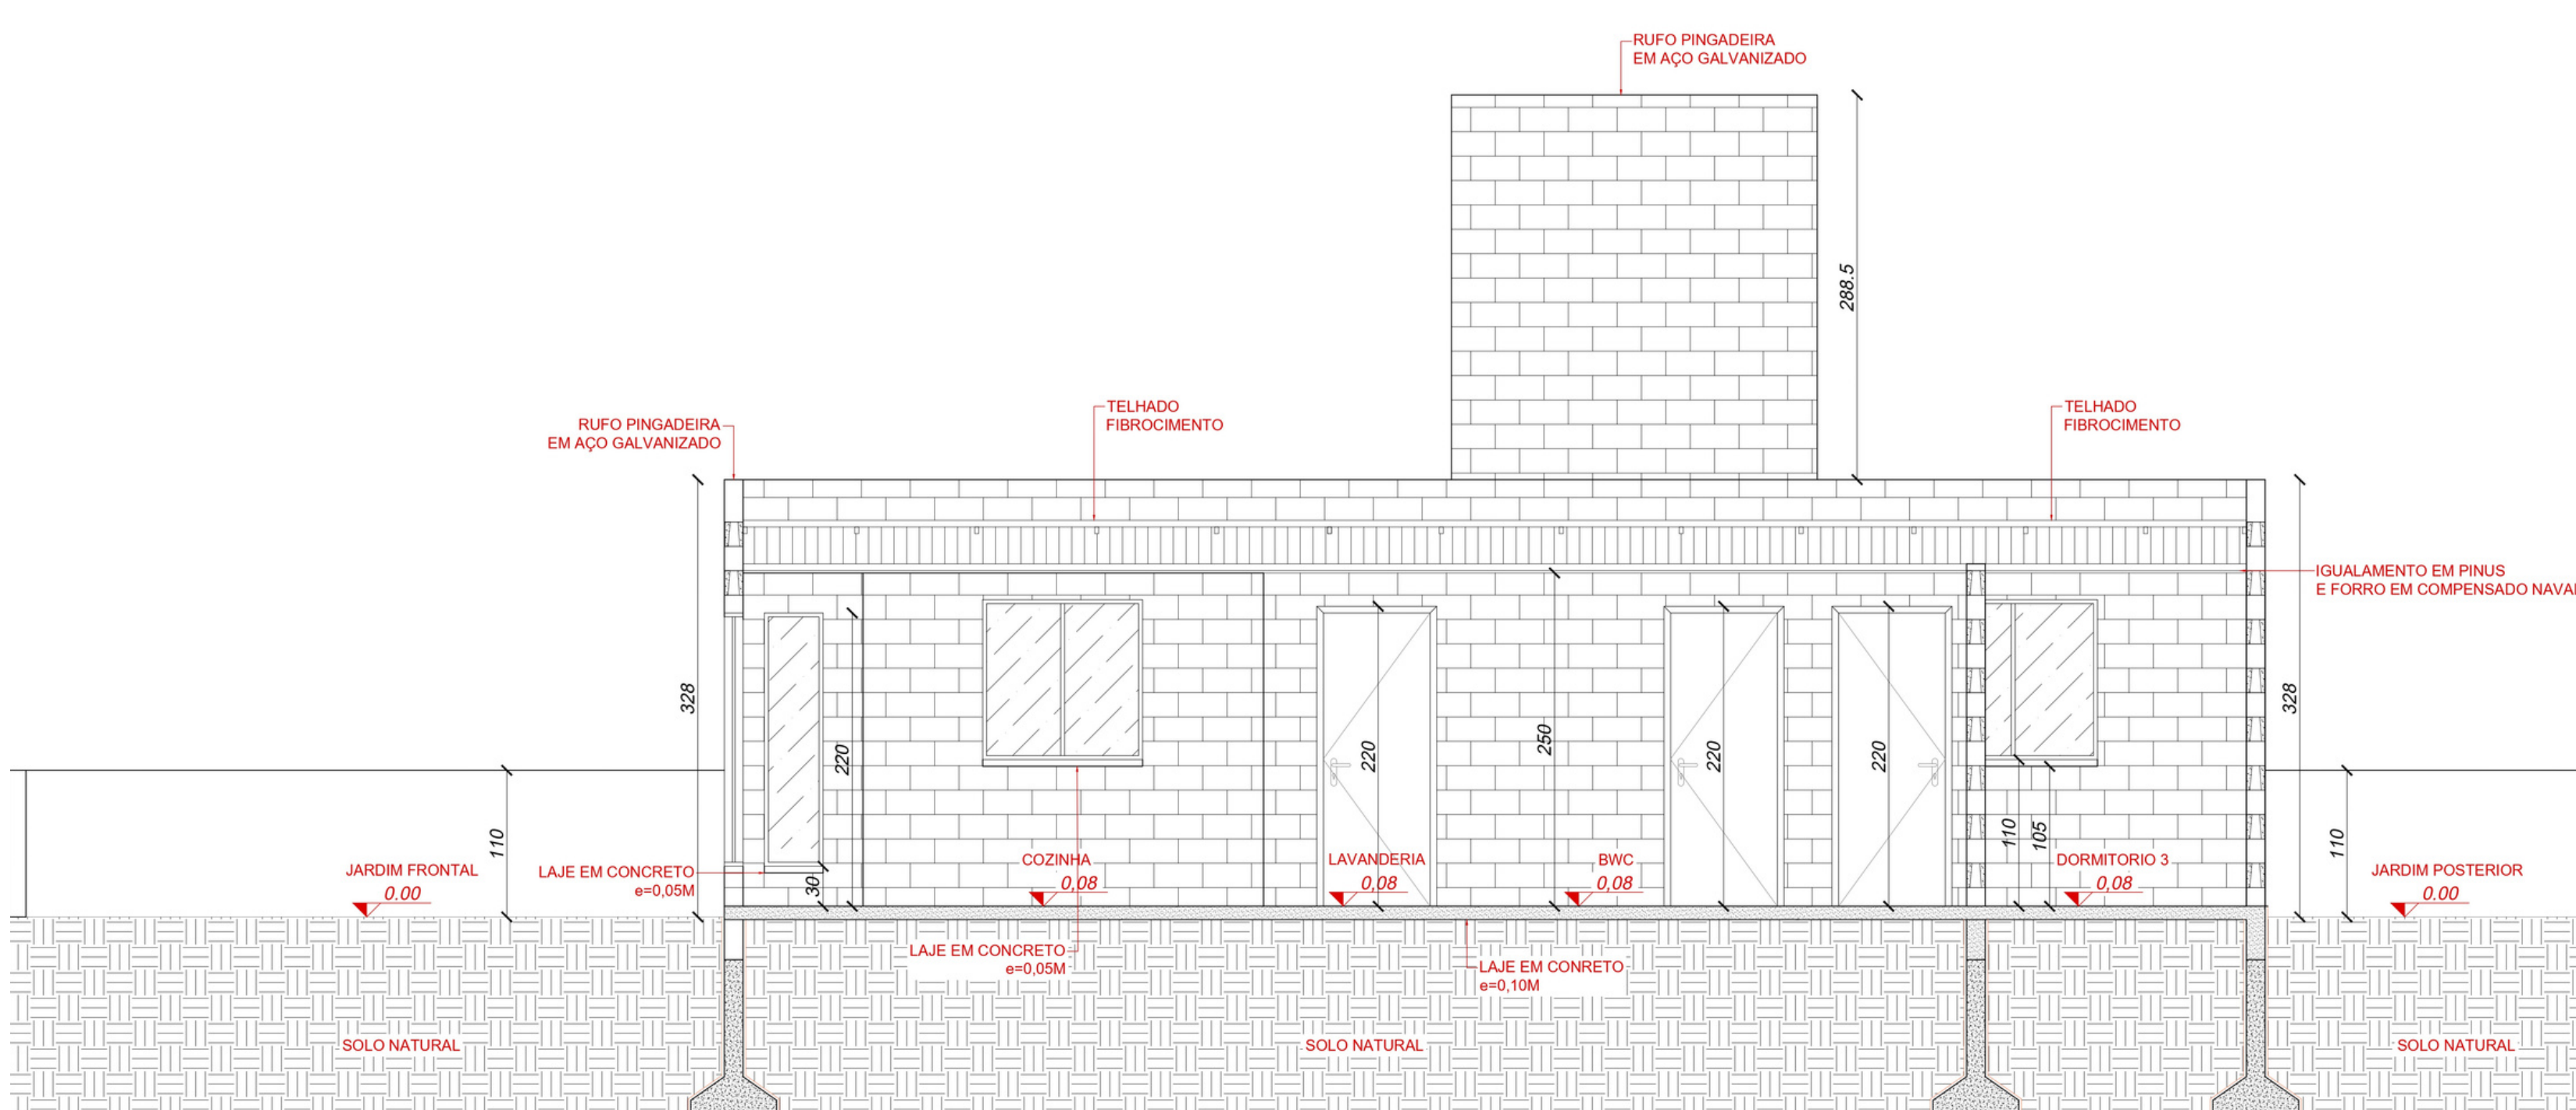 RUFO PINGADEIRA
EM AÇO GALVANIZADO
288.5
RUFO PINGADEIRA
EM AÇO GALVANIZADO
TELHADO
FIBROCIMENTO
TELHADO
FIBROCIMENTO
IGUALAMENTO EM PINUS
E FORRO EM COMPENSADO NAVAL
328
220
220
250
220
220
328
110
30
110
105
110
JARDIM FRONTAL
0.00
LAJE EM CONCRETO
e=0,05M
COZINHA
0,08
LAVANDERIA
0,08
BWC
0,08
DORMITORIO 3
0,08
JARDIM POSTERIOR
0.00
LAJE EM CONCRETO
e=0,05M
LAJE EM CONRETO
e=0,10M
SOLO NATURAL
SOLO NATURAL
SOLO NATURAL